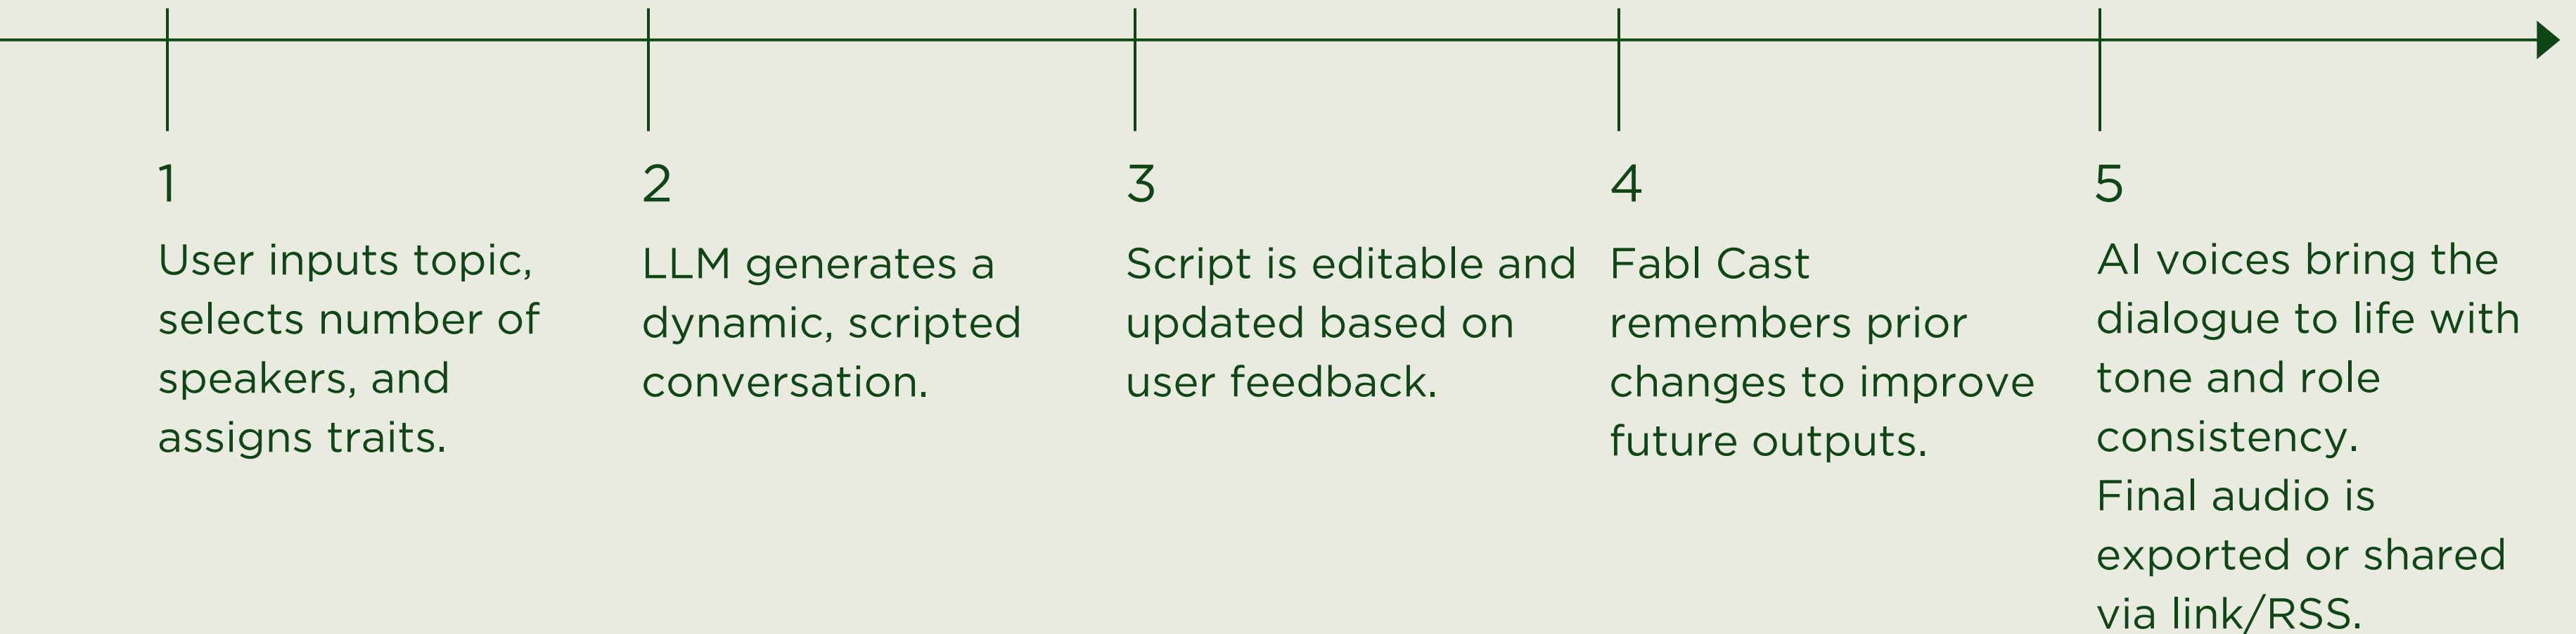 1
User inputs topic,
selects number of
speakers, and
assigns traits.
2
LLM generates a
dynamic, scripted
conversation.
3
Script is editable and
updated based on
user feedback.
4
Fabl Cast
remembers prior
changes to improve
future outputs.
5
AI voices bring the
dialogue to life with
tone and role
consistency.
Final audio is
exported or shared
via link/RSS.